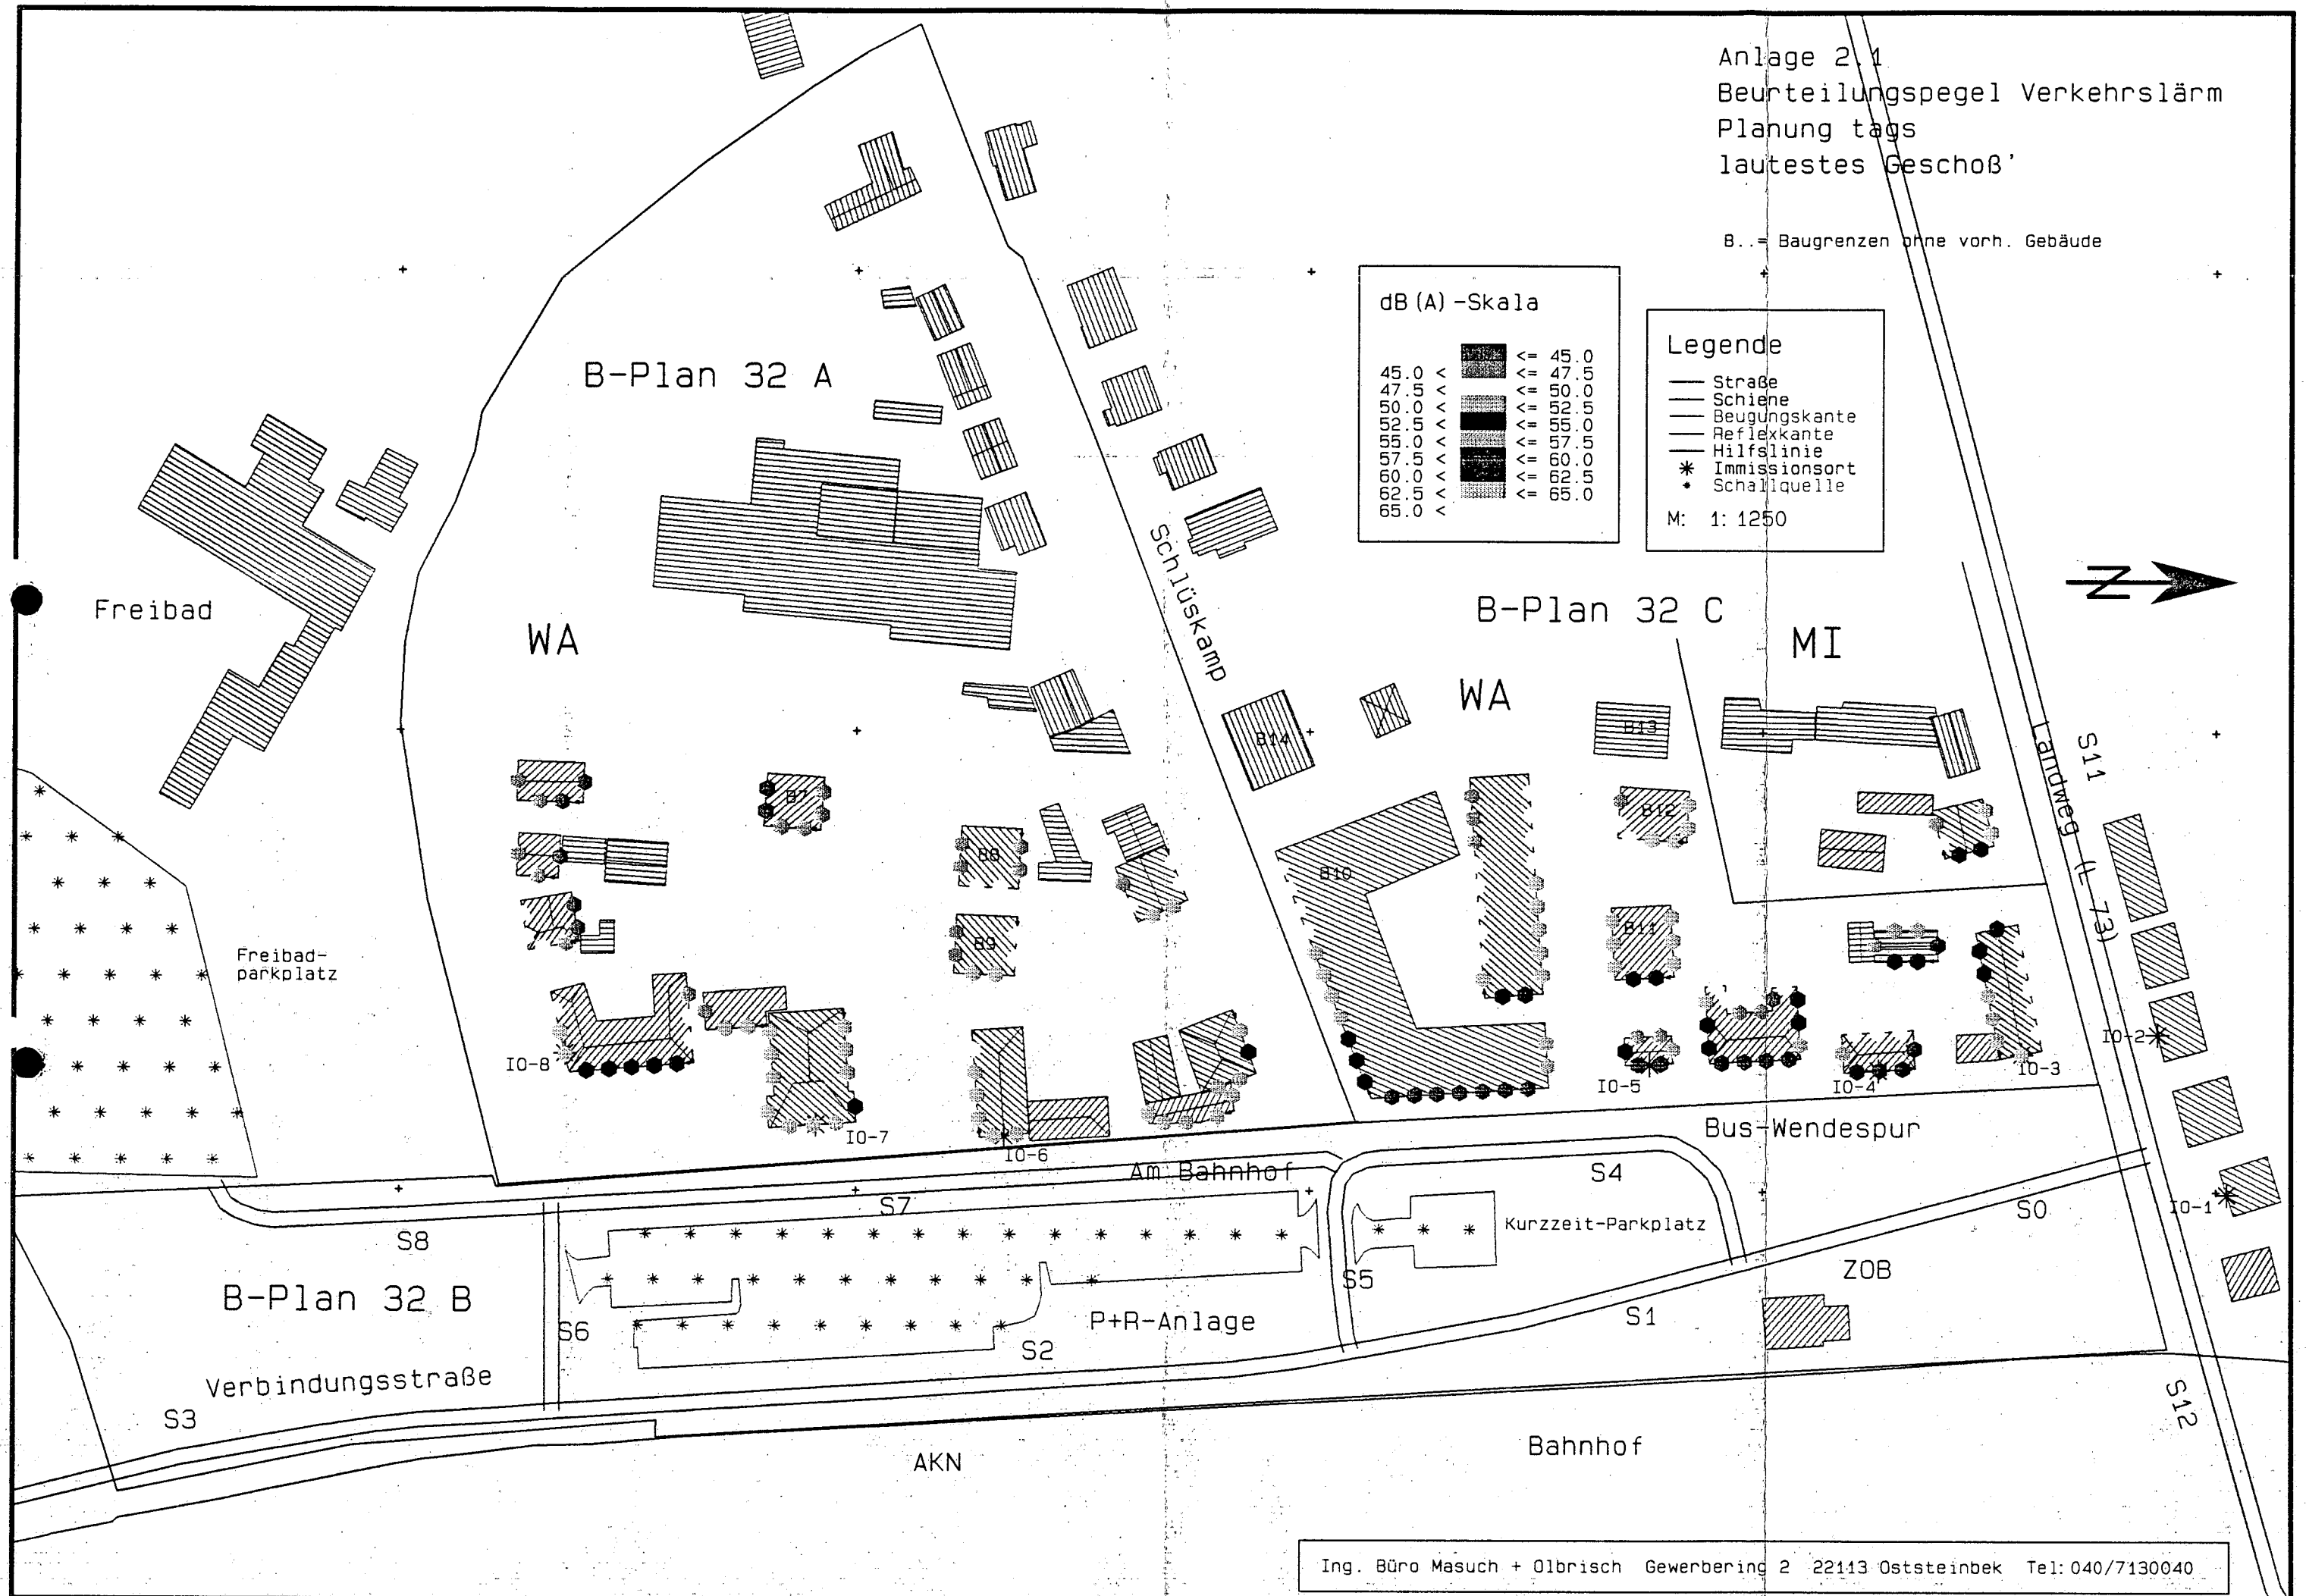 Anlage 2.1
Beurteilungspegel Verkehrslärm
Planung tags
lautestes Geschoß'
B..= Baugrenzen ohne vorh. Gebäude
dB(A)-Skala
<= 45.0
45.0 < <= 47.5
47.5 < <= 50.0
50.0 < <= 52.5
52.5 < <= 55.0
55.0 < <= 57.5
57.5 < <= 60.0
60.0 < <= 62.5
62.5 < <= 65.0
65.0 <
Legende
Straße
Schiene
Beugungskante
Reflexkante
Hilfslinie
Immissionsort
Schallquelle
M: 1:1250
B-Plan 32 A
Freibad
WA
Schlüskamp
B-Plan 32 C
MI
WA
N
Landweg (L 73)
S11
B14
B13
B7
B12
B8
B10
B9
B11
Freibad-
parkplatz
IO-8
IO-7
IO-6
IO-5
IO-4
IO-3
IO-2
IO-1
Bus-Wendespur
Am Bahnhof
S4
S7
S8
S0
Kurzzeit-Parkplatz
ZOB
S5
S1
B-Plan 32 B
S6
P+R-Anlage
S2
Verbindungsstraße
S3
S12
AKN
Bahnhof
Ing. Büro Masuch + Olbrisch Gewerbering 2 22113 Oststeinbek Tel: 040/7130040